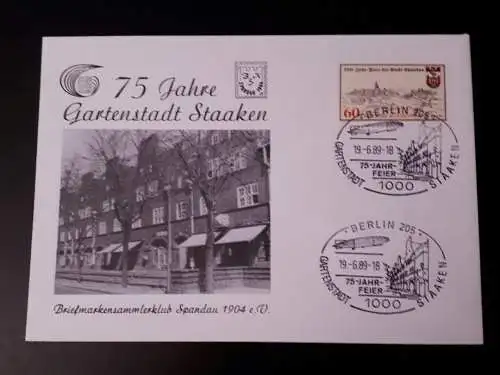 75 Jahre
Gartenstadt Staaken
Briefmarkensammlerklub Spandau 1904 e.V.
60
BERLIN 205
19.-6.89-18
75-JAHR-
FEIER
GARTENSTADT
1000
STAAKEN
BERLIN 205
19.-6.89-18
75-JAHR-
FEIER
GARTENSTADT
1000
STAAKEN